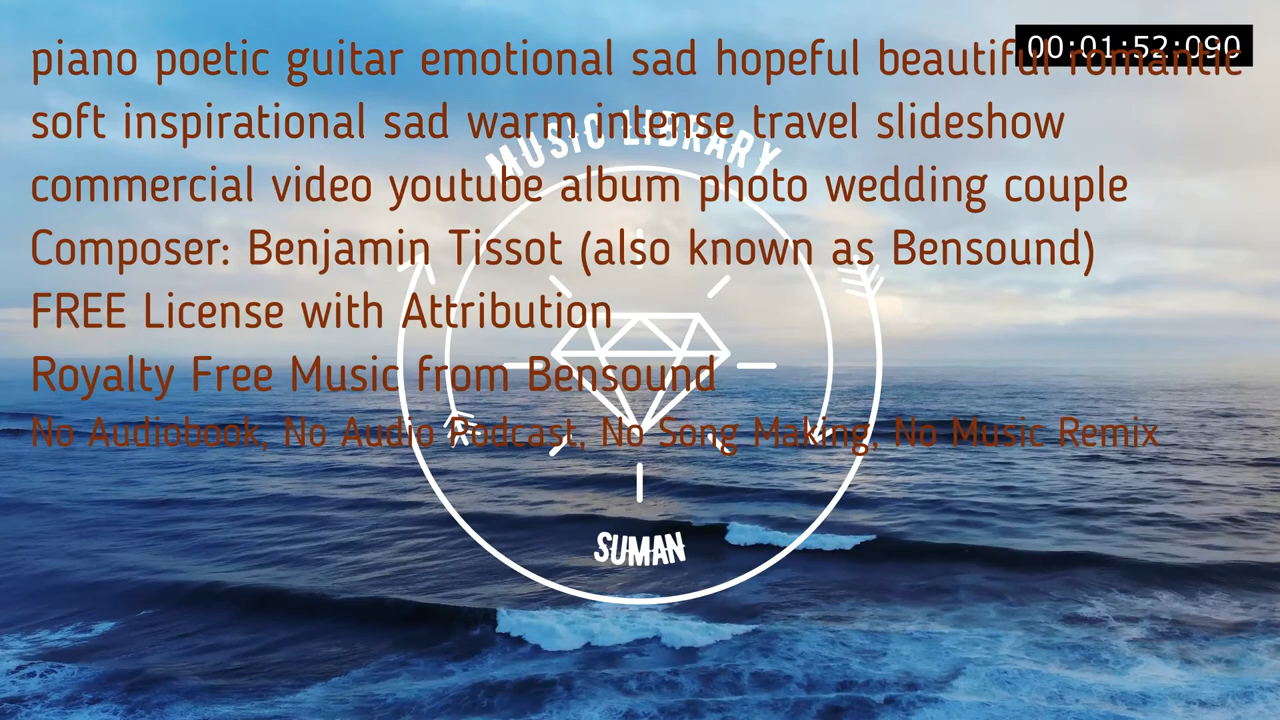 piano poetic guitar emotional sad hopeful beautiful romantic
00:01:52:090
soft inspirational sad warm intense travel slideshow
MUSIC LIBRARY
commercial video youtube album photo wedding couple
Composer: Benjamin Tissot (also known as Bensound)
FREE License with Attribution
Royalty Free Music from Bensound
No Audiobook, No Audio Podcast, No Song Making, No Music Remix
SUMAN